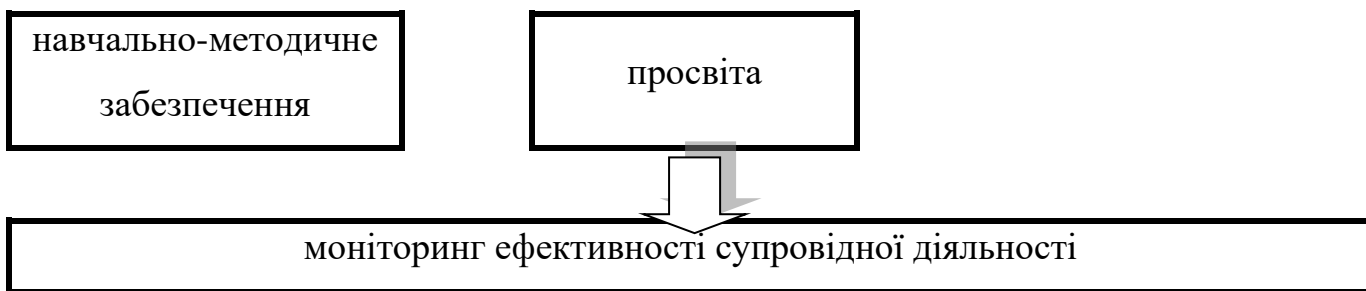 навчально-методичне
забезпечення
просвіта
моніторинг ефективності супровідної діяльності